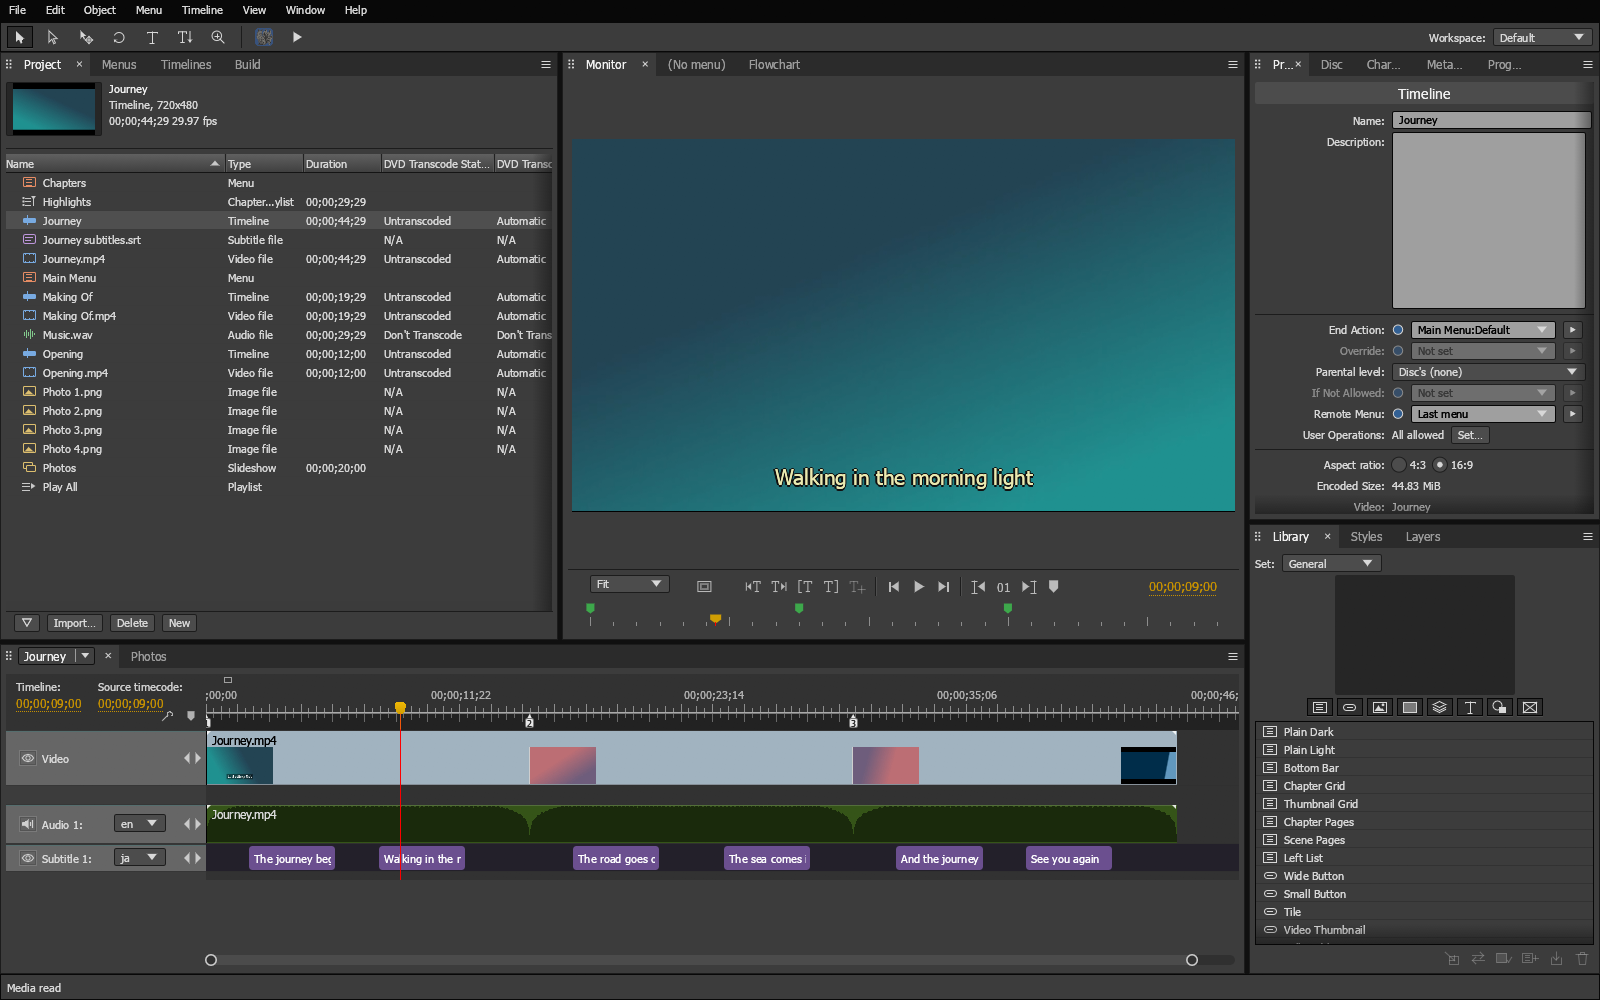 File Edit Object Menu Timeline View Window Help
Workspace: Default
Project × Menus Timelines Build
Journey
Timeline, 720x480
00;00;44;29 29.97 fps
Name Type Duration DVD Transcode Stat... DVD Transc
Chapters Menu
Highlights Chapter...ylist 00;00;29;29
Journey Timeline 00;00;44;29 Untranscoded Automatic
Journey subtitles.srt Subtitle file N/A N/A
Journey.mp4 Video file 00;00;44;29 Untranscoded Automatic
Main Menu Menu
Making Of Timeline 00;00;19;29 Untranscoded Automatic
Making Of.mp4 Video file 00;00;19;29 Untranscoded Automatic
Music.wav Audio file 00;00;29;29 Don't Transcode Don't Trans
Opening Timeline 00;00;12;00 Untranscoded Automatic
Opening.mp4 Video file 00;00;12;00 Untranscoded Automatic
Photo 1.png Image file N/A N/A
Photo 2.png Image file N/A N/A
Photo 3.png Image file N/A N/A
Photo 4.png Image file N/A N/A
Photos Slideshow 00;00;20;00
Play All Playlist
Import... Delete New
Monitor × (No menu) Flowchart
Walking in the morning light
Fit 01 00;00;09;00
Pr... × Disc Char... Meta... Prog...
Timeline
Name: Journey
Description:
End Action: Main Menu:Default
Override: Not set
Parental level: Disc's (none)
If Not Allowed: Not set
Remote Menu: Last menu
User Operations: All allowed Set...
Aspect ratio: 4:3 16:9
Encoded Size: 44.83 MiB
Video: Journey
Library × Styles Layers
Set: General
Plain Dark
Plain Light
Bottom Bar
Chapter Grid
Thumbnail Grid
Chapter Pages
Scene Pages
Left List
Wide Button
Small Button
Tile
Video Thumbnail
Journey × Photos
Timeline: Source timecode:
00;00;09;00 00;00;09;00
;00;00 00;00;11;22 00;00;23;14 00;00;35;06 00;00;46;
1 2 3
Video Journey.mp4
Audio 1: en Journey.mp4
Subtitle 1: ja The journey beg Walking in the r The road goes o The sea comes i And the journey See you again
Media read